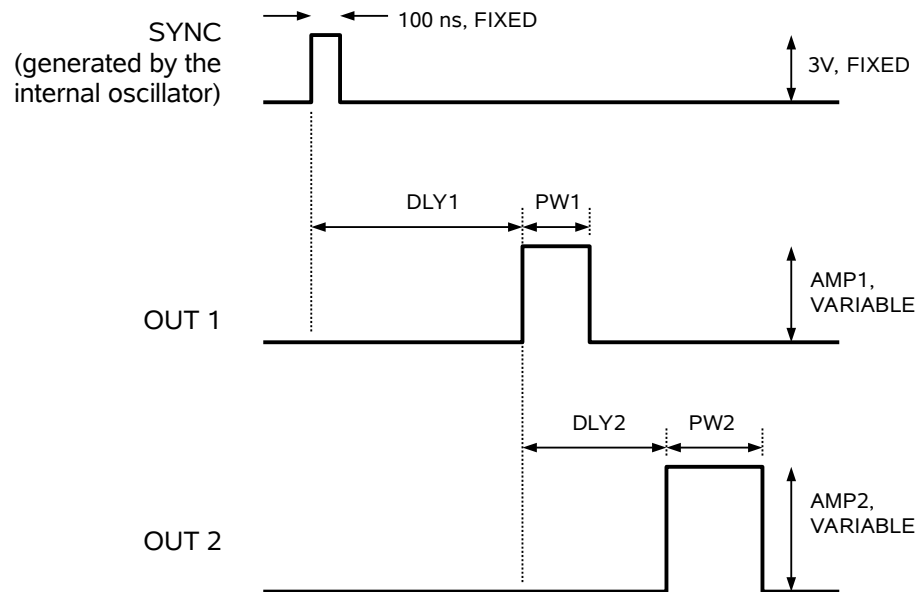 SYNC
(generated by the
internal oscillator)
100 ns, FIXED
3V, FIXED
DLY1
PW1
OUT 1
AMP1,
VARIABLE
DLY2
PW2
OUT 2
AMP2,
VARIABLE